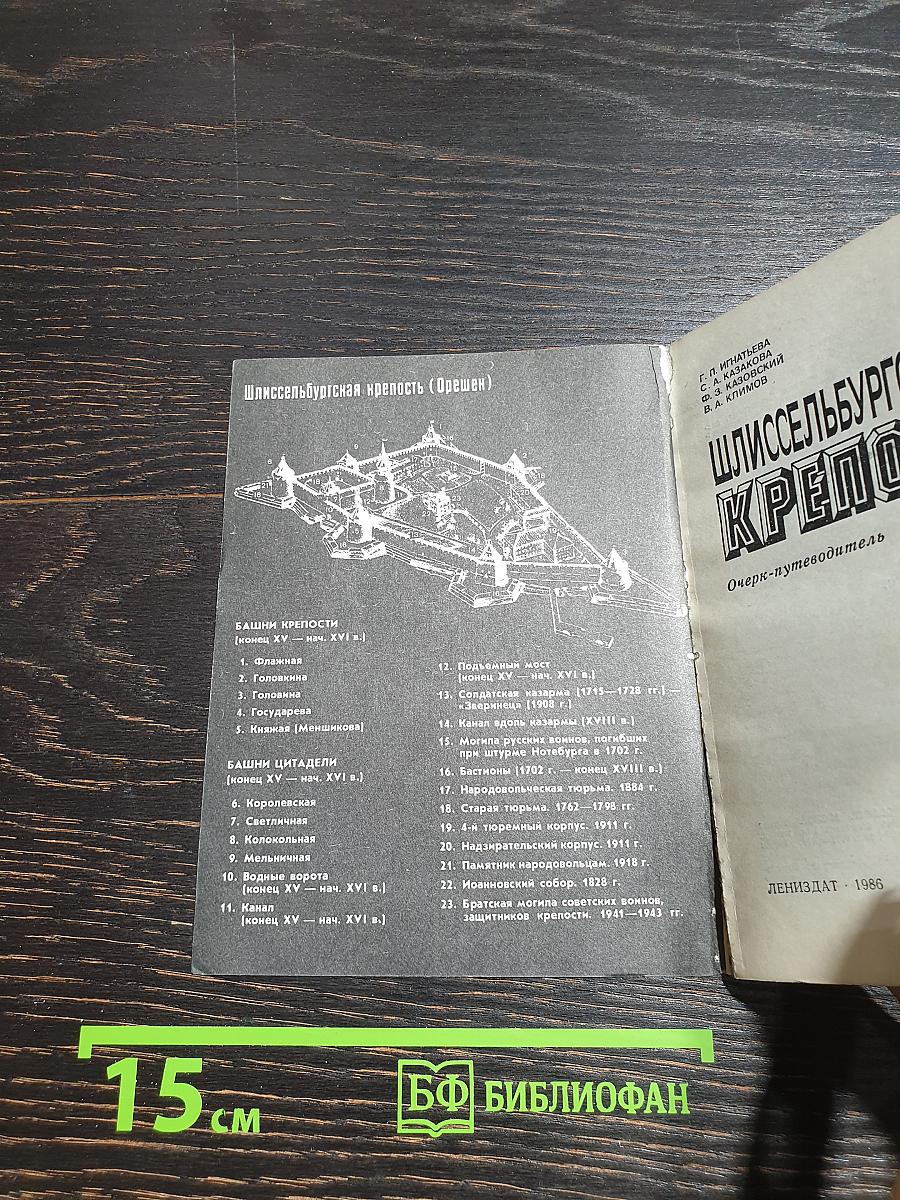 Шлиссельбургская крепость (Орешек)
БАШНИ КРЕПОСТИ
(конец XV — нач. XVI в.)
1. Флажная
2. Головкина
3. Головина
4. Государева
5. Княжая (Меншикова)
БАШНИ ЦИТАДЕЛИ
(конец XV — нач. XVI в.)
6. Королевская
7. Светличная
8. Колокольная
9. Мельничная
10. Водные ворота
(конец XV — нач. XVI в.)
11. Канал
(конец XV — нач. XVI в.)
12. Подъемный мост
(конец XV — нач. XVI в.)
13. Солдатская казарма (1715—1728 гг.) —
«Зверинец» (1908 г.)
14. Канал вдоль казармы (XVIII в.)
15. Могила русских воинов, погибших
при штурме Нотебурга в 1702 г.
16. Бастионы (1702 г. — конец XVIII в.)
17. Народовольческая тюрьма. 1884 г.
18. Старая тюрьма. 1762—1798 гг.
19. 4-й тюремный корпус. 1911 г.
20. Надзирательский корпус. 1911 г.
21. Памятник народовольцам. 1918 г.
22. Иоанновский собор. 1828 г.
23. Братская могила советских воинов,
защитников крепости. 1941—1943 гг.
Г. П. ИГНАТЬЕВА
С. А. КАЗАКОВА
Ф. З. КАЗОВСКИЙ
В. А. КЛИМОВ
ШЛИССЕЛЬБУРГС
КРЕПО
Очерк-путеводитель
ЛЕНИЗДАТ · 1986
15 см
БФ БИБЛИОФАН